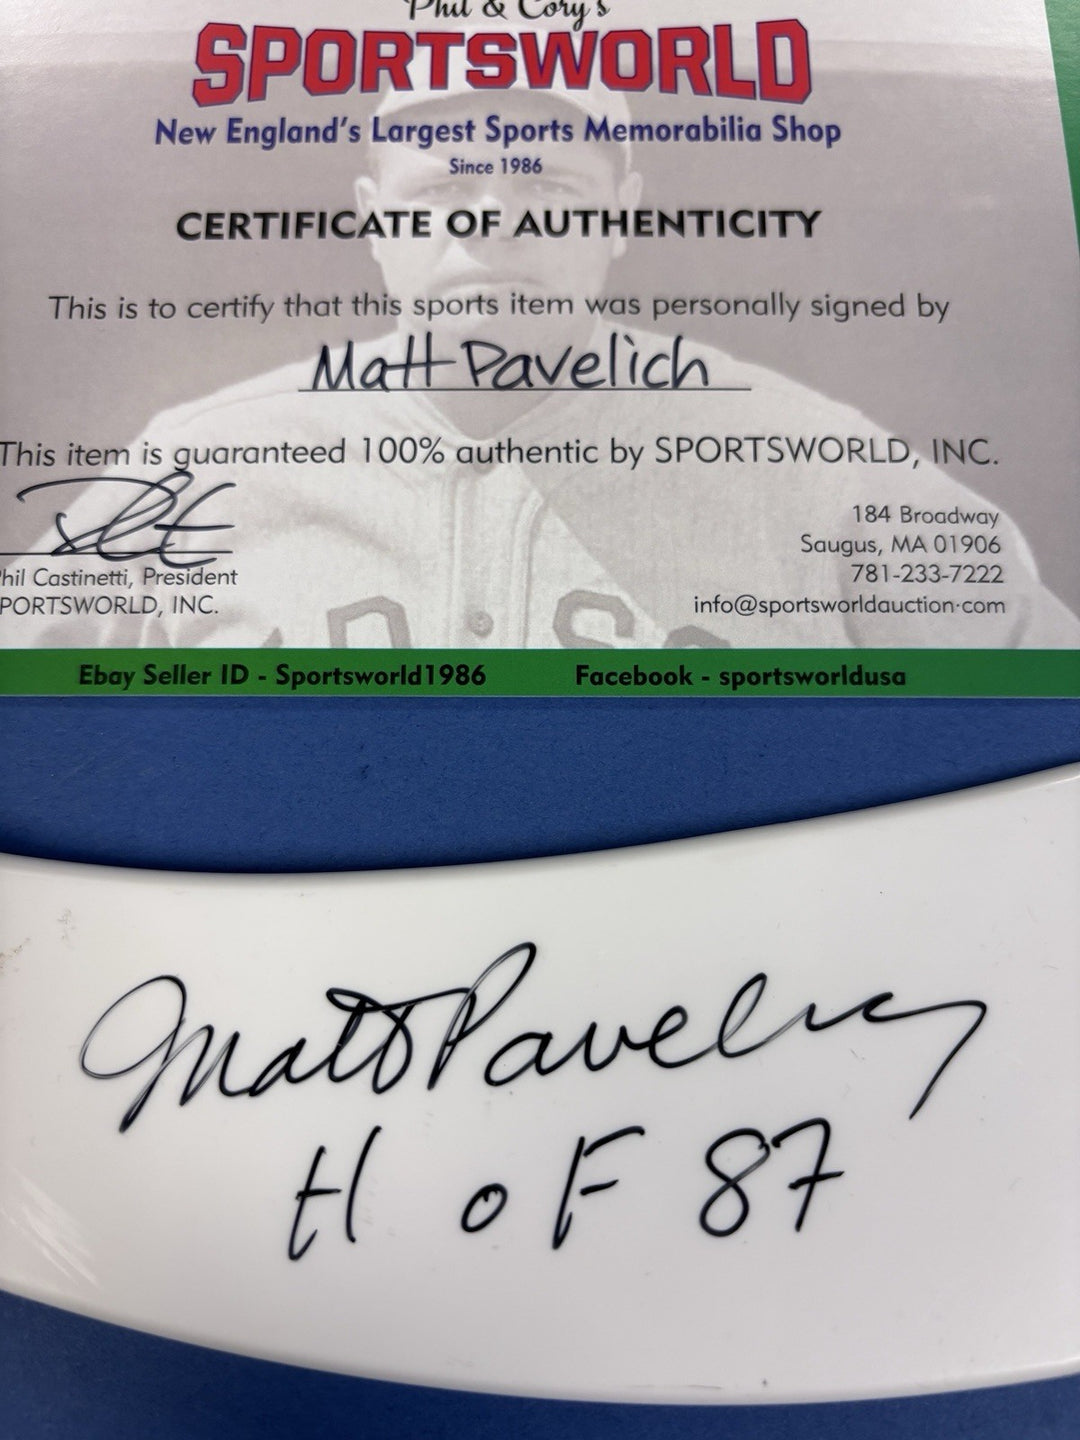 Phil & Cory's
SPORTSWORLD
New England's Largest Sports Memorabilia Shop
Since 1986
CERTIFICATE OF AUTHENTICITY
This is to certify that this sports item was personally signed by
Matt Pavelich
This item is guaranteed 100% authentic by SPORTSWORLD, INC.
hil Castinetti, President
PORTSWORLD, INC.
184 Broadway
Saugus, MA 01906
781-233-7222
info@sportsworldauction.com
Ebay Seller ID - Sportsworld1986 Facebook - sportsworldusa
Matt Pavelich
H o F 87